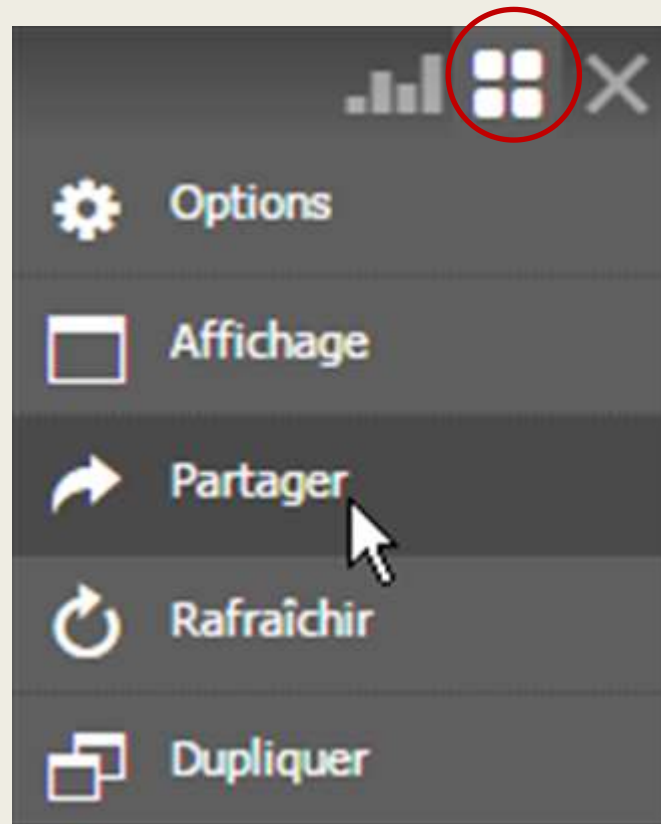 Options
Affichage
Partager
Rafraîchir
Dupliquer